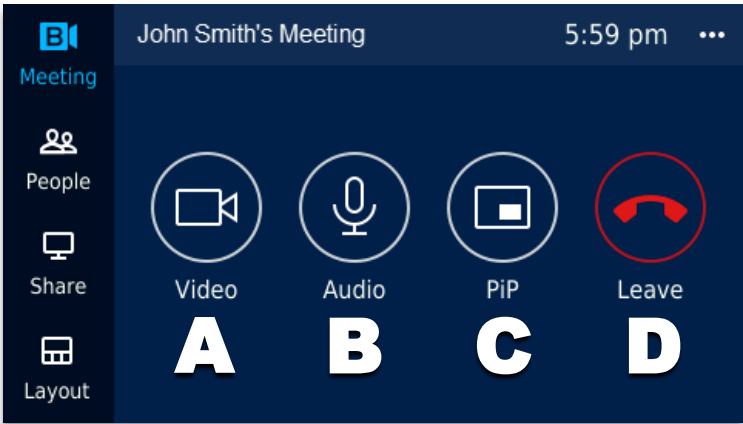 John Smith's Meeting 5:59 pm
Meeting
People
Share
Layout
Video Audio PiP Leave
A B C D